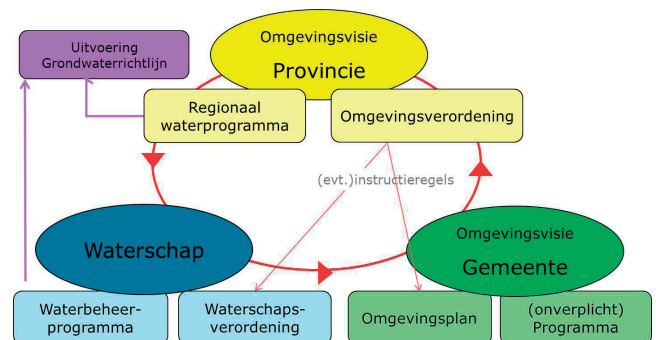 Omgevingsvisie
Provincie
Uitvoering
Grondwaterrichtlijn
Regionaal
waterprogramma
Omgevingsverordening
(evt.)instructieregels
Waterschap
Omgevingsvisie
Gemeente
Waterbeheer-
programma
Waterschaps-
verordening
Omgevingsplan
(onverplicht)
Programma